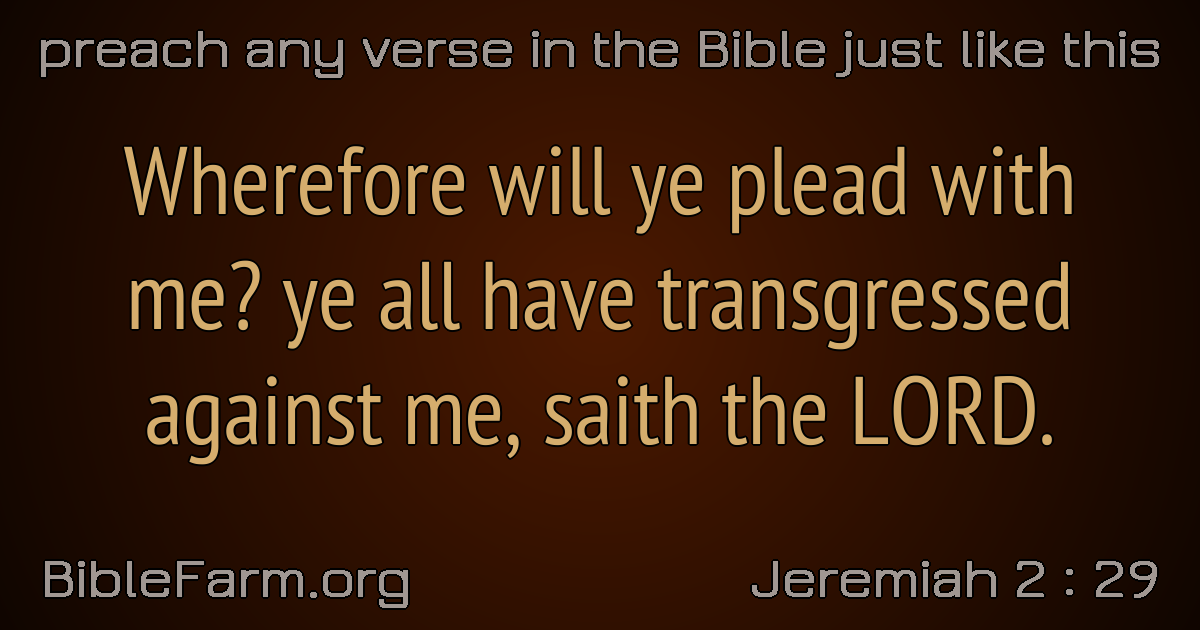 preach any verse in the Bible just like this
Wherefore will ye plead with
me? ye all have transgressed
against me, saith the LORD.
BibleFarm.org
Jeremiah 2 : 29